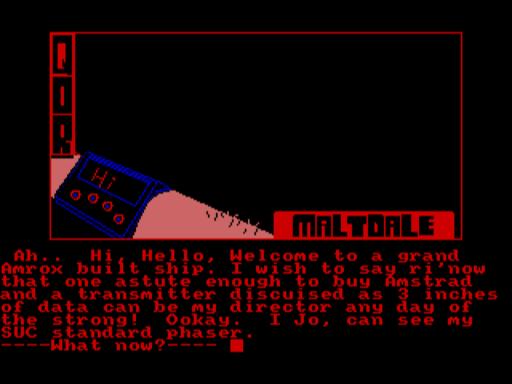 QOR
Hi
MALTDALE
Ah.. Hi, Hello, Welcome to a grand
Amrox built ship. I wish to say ri'now
that one astute enough to buy Amstrad
and a transmitter discuised as 3 inches
of data can be my director any day of
the strong! Ookay. I Jo, can see my
SUC standard phaser.
----What now?----